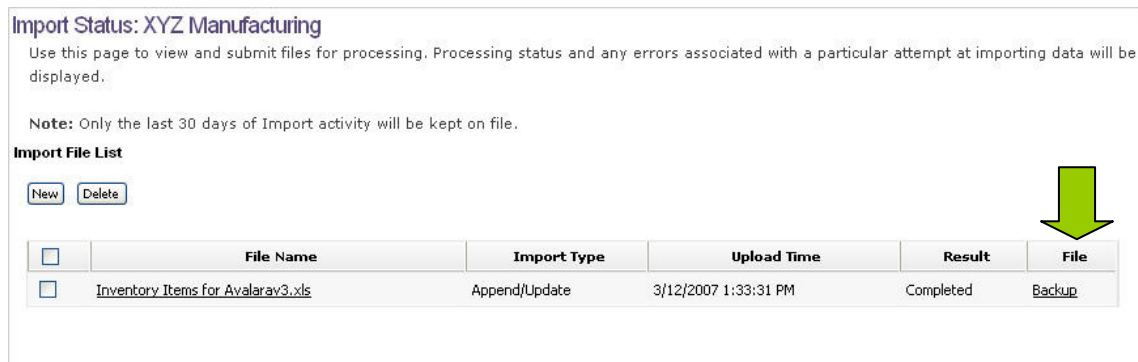 Import Status: XYZ Manufacturing
Use this page to view and submit files for processing. Processing status and any errors associated with a particular attempt at importing data will be
displayed.
Note: Only the last 30 days of Import activity will be kept on file.
Import File List
New Delete
File Name Import Type Upload Time Result File
Inventory Items for Avalarav3.xls Append/Update 3/12/2007 1:33:31 PM Completed Backup